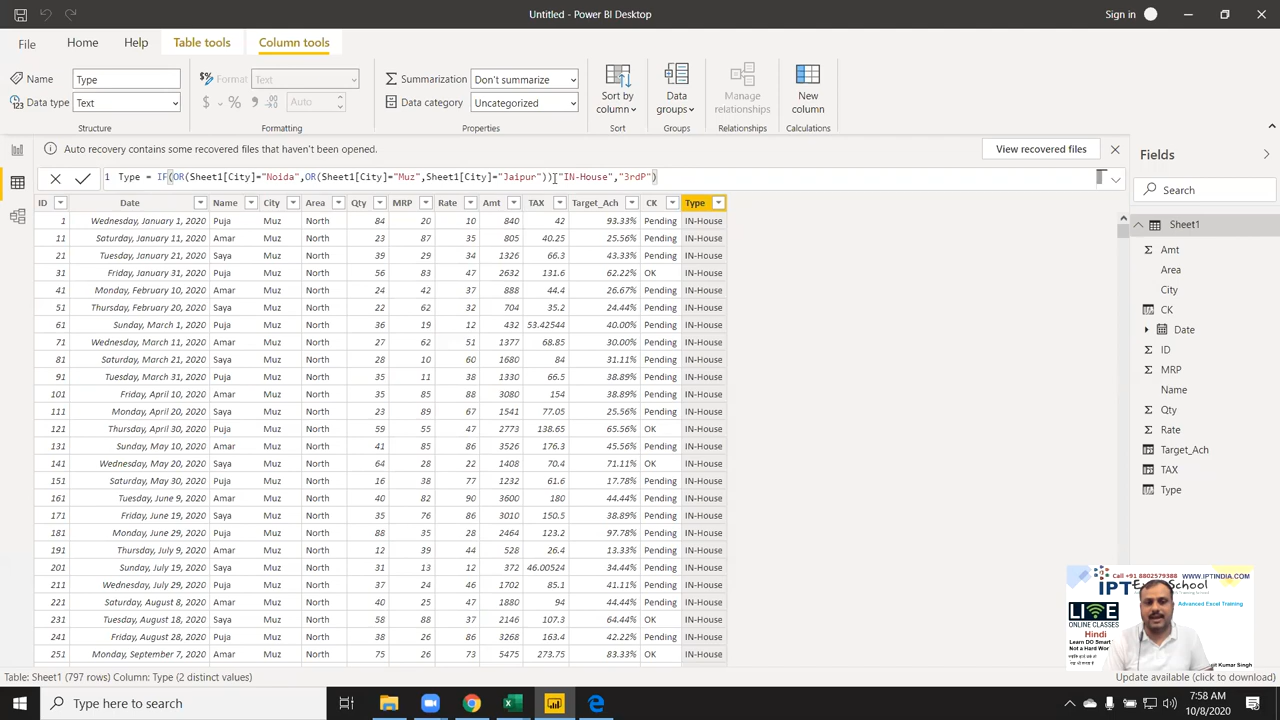 Untitled - Power BI Desktop
Sign in
File
Home
Help
Table tools
Column tools
Name
Type
Data type
Text
Structure
Format
Text
$
%
Auto
Formatting
Summarization
Don't summarize
Data category
Uncategorized
Properties
Sort by column
Sort
Data groups
Groups
Manage relationships
Relationships
New column
Calculations
Auto recovery contains some recovered files that haven't been opened.
View recovered files
1 Type = IF(OR(Sheet1[City]="Noida",OR(Sheet1[City]="Muz",Sheet1[City]="Jaipur")),"IN-House","3rdP")
ID Date Name City Area Qty MRP Rate Amt TAX Target_Ach CK Type
1 Wednesday, January 1, 2020 Puja Muz North 84 20 10 840 42 93.33% Pending IN-House
11 Saturday, January 11, 2020 Amar Muz North 23 87 35 805 40.25 25.56% Pending IN-House
21 Tuesday, January 21, 2020 Saya Muz North 39 29 34 1326 66.3 43.33% Pending IN-House
31 Friday, January 31, 2020 Puja Muz North 56 83 47 2632 131.6 62.22% OK IN-House
41 Monday, February 10, 2020 Amar Muz North 24 42 37 888 44.4 26.67% Pending IN-House
51 Thursday, February 20, 2020 Saya Muz North 22 62 32 704 35.2 24.44% Pending IN-House
61 Sunday, March 1, 2020 Puja Muz North 36 19 12 432 53.42544 40.00% Pending IN-House
71 Wednesday, March 11, 2020 Amar Muz North 27 62 51 1377 68.85 30.00% Pending IN-House
81 Saturday, March 21, 2020 Saya Muz North 28 10 60 1680 84 31.11% Pending IN-House
91 Tuesday, March 31, 2020 Puja Muz North 35 11 38 1330 66.5 38.89% Pending IN-House
101 Friday, April 10, 2020 Amar Muz North 35 85 88 3080 154 38.89% Pending IN-House
111 Monday, April 20, 2020 Saya Muz North 23 89 67 1541 77.05 25.56% Pending IN-House
121 Thursday, April 30, 2020 Puja Muz North 59 55 47 2773 138.65 65.56% OK IN-House
131 Sunday, May 10, 2020 Amar Muz North 41 85 86 3526 176.3 45.56% Pending IN-House
141 Wednesday, May 20, 2020 Saya Muz North 64 28 22 1408 70.4 71.11% OK IN-House
151 Saturday, May 30, 2020 Puja Muz North 16 38 77 1232 61.6 17.78% Pending IN-House
161 Tuesday, June 9, 2020 Amar Muz North 40 82 90 3600 180 44.44% Pending IN-House
171 Friday, June 19, 2020 Saya Muz North 35 76 86 3010 150.5 38.89% Pending IN-House
181 Monday, June 29, 2020 Puja Muz North 88 35 28 2464 123.2 97.78% Pending IN-House
191 Thursday, July 9, 2020 Amar Muz North 12 39 44 528 26.4 13.33% Pending IN-House
201 Sunday, July 19, 2020 Saya Muz North 31 13 12 372 46.00524 34.44% Pending IN-House
211 Wednesday, July 29, 2020 Puja Muz North 37 24 46 1702 85.1 41.11% Pending IN-House
221 Saturday, August 8, 2020 Amar Muz North 40 25 47 1880 94 44.44% Pending IN-House
231 Tuesday, August 18, 2020 Saya Muz North 58 88 37 2146 107.3 64.44% OK IN-House
241 Friday, August 28, 2020 Puja Muz North 38 26 86 3268 163.4 42.22% Pending IN-House
251 Monday, September 7, 2020 Amar Muz North 75 26 73 5475 273.75 83.33% OK IN-House
Fields
Search
Sheet1
Amt
Area
City
CK
Date
ID
MRP
Name
Qty
Rate
Target_Ach
TAX
Type
Call +91 8802579388 WWW.IPTINDIA.COM
IPT
School
Advanced Excel Training
LIVE
ONLINE CLASSES
Hindi
Learn DO Smart
Not a Hard Wor
jit Kumar Singh
Table: Sheet1 (797 rows) Column: Type (2 distinct values)
Update available (click to download)
Type here to search
7:58 AM
10/8/2020